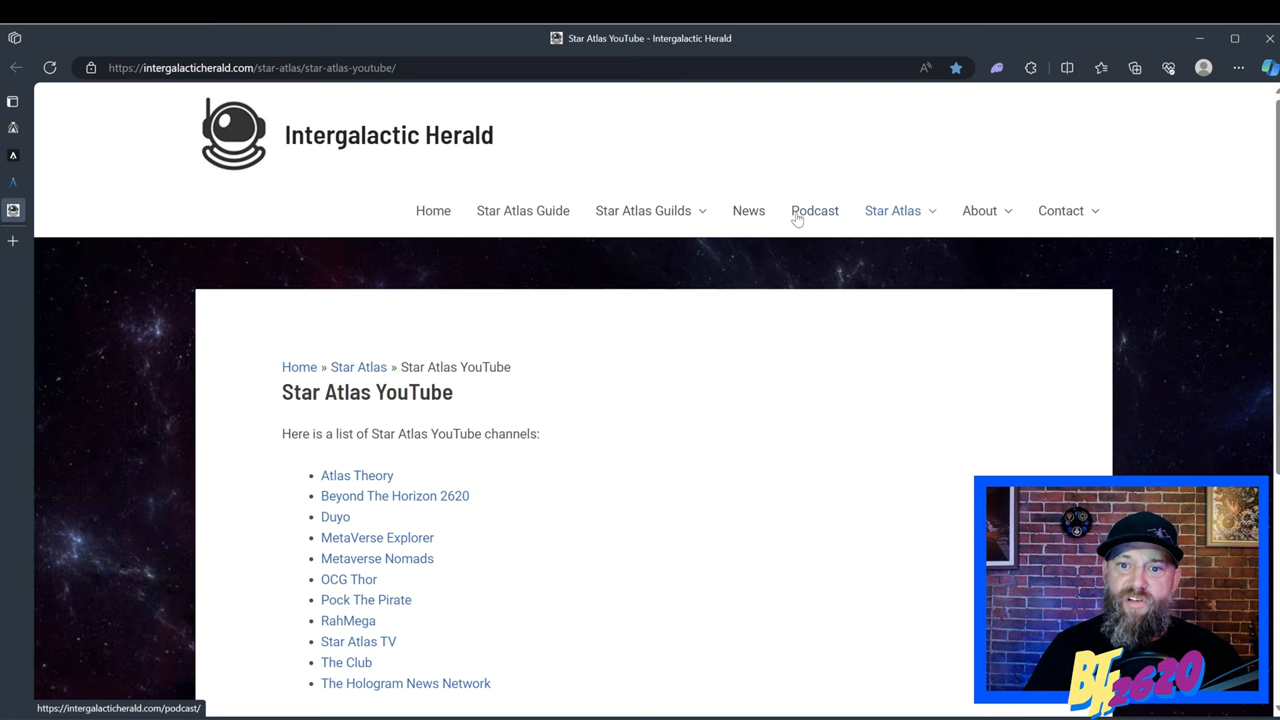 Star Atlas YouTube - Intergalactic Herald
https://intergalacticherald.com/star-atlas/star-atlas-youtube/
Intergalactic Herald
Home Star Atlas Guide Star Atlas Guilds News Podcast Star Atlas About Contact
Home » Star Atlas » Star Atlas YouTube
Star Atlas YouTube
Here is a list of Star Atlas YouTube channels:
• Atlas Theory
• Beyond The Horizon 2620
• Duyo
• MetaVerse Explorer
• Metaverse Nomads
• OCG Thor
• Pock The Pirate
• RahMega
• Star Atlas TV
• The Club
• The Hologram News Network
BTH2620
https://intergalacticherald.com/podcast/